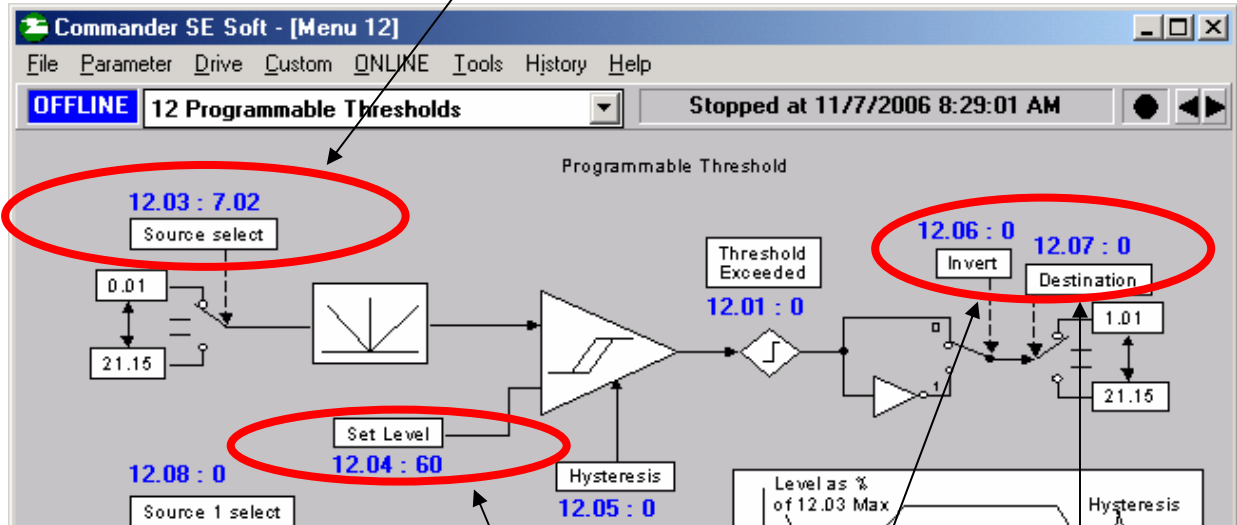 Commander SE Soft - [Menu 12]
File Parameter Drive Custom ONLINE Tools History Help
OFFLINE 12 Programmable Thresholds Stopped at 11/7/2006 8:29:01 AM
Programmable Threshold
12.03 : 7.02
Source select
0.01
21.15
Set Level
12.04 : 60
Threshold
Exceeded
12.01 : 0
Hysteresis
12.05 : 0
12.06 : 0
Invert
0
1
12.07 : 0
Destination
1.01
21.15
12.08 : 0
Source 1 select
Level as %
of 12.03 Max
Hysteresis